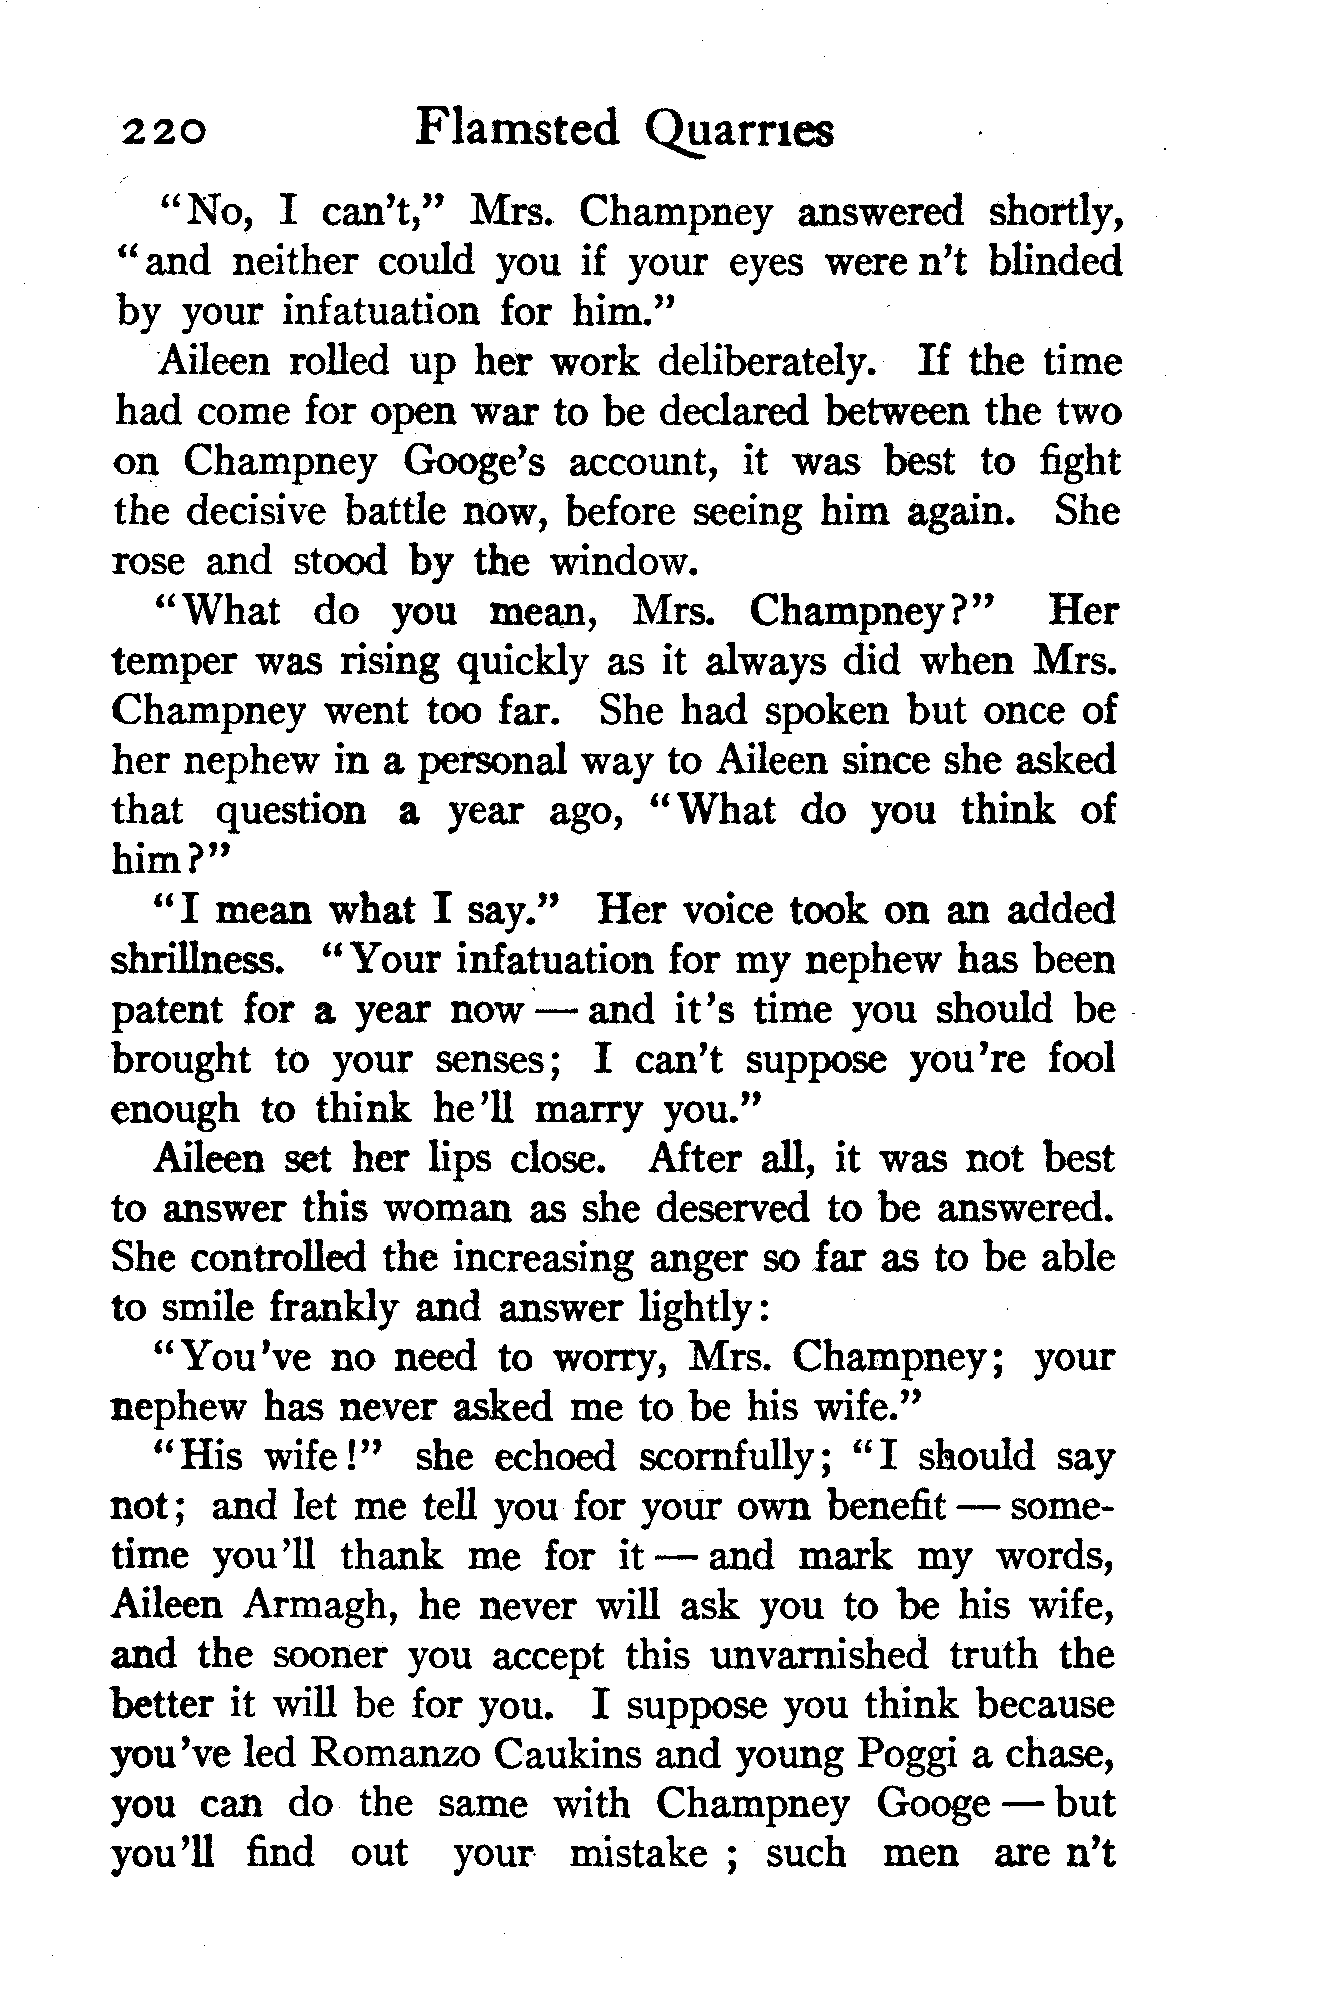 220 Flamsted Quarries
"No, I can't," Mrs. Champney answered shortly,
"and neither could you if your eyes were n't blinded
by your infatuation for him."
Aileen rolled up her work deliberately. If the time
had come for open war to be declared between the two
on Champney Googe's account, it was best to fight
the decisive battle now, before seeing him again. She
rose and stood by the window.
"What do you mean, Mrs. Champney?" Her
temper was rising quickly as it always did when Mrs.
Champney went too far. She had spoken but once of
her nephew in a personal way to Aileen since she asked
that question a year ago, "What do you think of
him?"
"I mean what I say." Her voice took on an added
shrillness. "Your infatuation for my nephew has been
patent for a year now — and it's time you should be
brought to your senses; I can't suppose you're fool
enough to think he'll marry you."
Aileen set her lips close. After all, it was not best
to answer this woman as she deserved to be answered.
She controlled the increasing anger so far as to be able
to smile frankly and answer lightly:
"You've no need to worry, Mrs. Champney; your
nephew has never asked me to be his wife."
"His wife!" she echoed scornfully; "I should say
not; and let me tell you for your own benefit — some-
time you'll thank me for it — and mark my words,
Aileen Armagh, he never will ask you to be his wife,
and the sooner you accept this unvarnished truth the
better it will be for you. I suppose you think because
you've led Romanzo Caukins and young Poggi a chase,
you can do the same with Champney Googe — but
you'll find out your mistake ; such men are n't